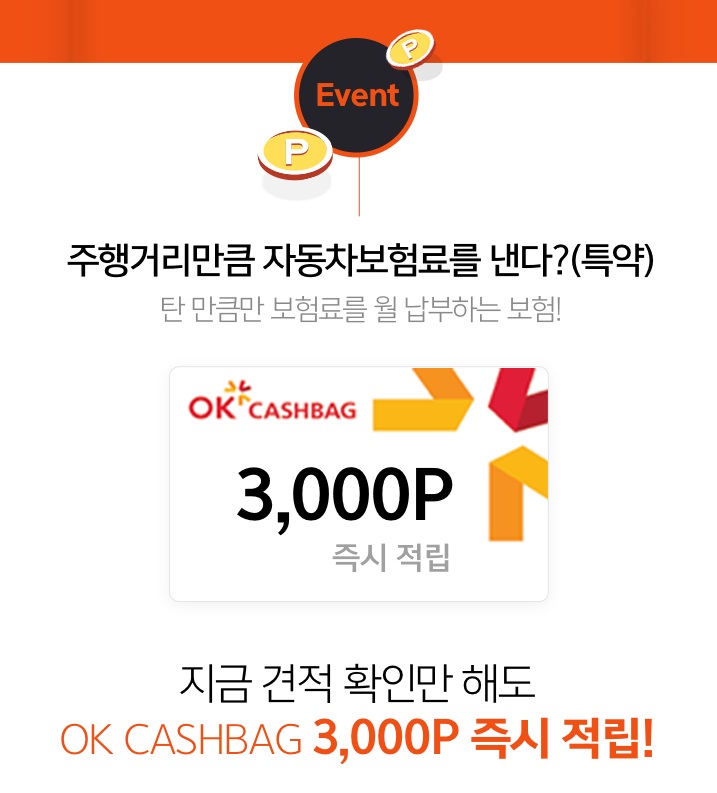 P
Event
P
주행거리만큼 자동차보험료를 낸다?(특약)
탄 만큼만 보험료를 월 납부하는 보험!
OK CASHBAG
3,000P
즉시 적립
지금 견적 확인만 해도
OK CASHBAG 3,000P 즉시 적립!